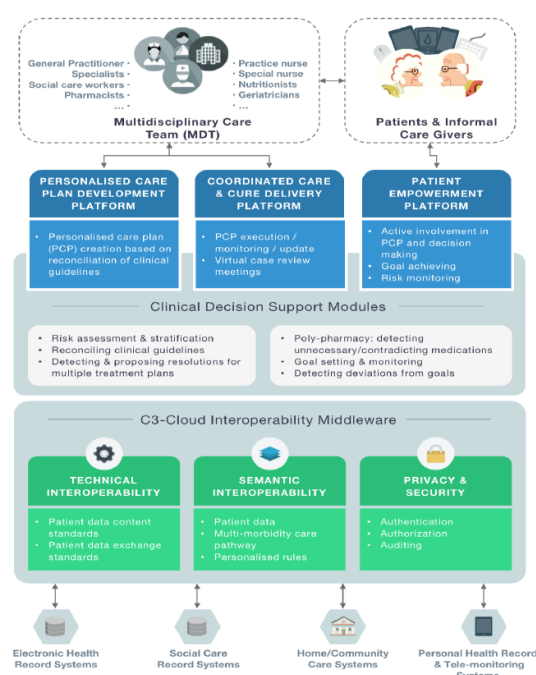 General Practitioner •
Specialists •
Social care workers •
Pharmacists •
...
• Practice nurse
• Special nurse
• Nutritionists
• Geriatricians
...
Multidisciplinary Care
Team (MDT)
Patients & Informal
Care Givers
PERSONALISED CARE
PLAN DEVELOPMENT
PLATFORM
• Personalised care plan
(PCP) creation based on
reconciliation of clinical
guidelines
COORDINATED CARE
& CURE DELIVERY
PLATFORM
• PCP execution /
monitoring / update
• Virtual case review
meetings
PATIENT
EMPOWERMENT
PLATFORM
• Active involvement in
PCP and decision
making
• Goal achieving
• Risk monitoring
Clinical Decision Support Modules
• Risk assessment & stratification
• Reconciling clinical guidelines
• Detecting & proposing resolutions for
multiple treatment plans
• Poly-pharmacy: detecting
unnecessary/contradicting medications
• Goal setting & monitoring
• Detecting deviations from goals
C3-Cloud Interoperability Middleware
TECHNICAL
INTEROPERABILITY
• Patient data content
standards
• Patient data exchange
standards
SEMANTIC
INTEROPERABILITY
• Patient data
• Multi-morbidity care
pathway
• Personalised rules
PRIVACY &
SECURITY
• Authentication
• Authorization
• Auditing
Electronic Health
Record Systems
Social Care
Record Systems
Home/Community
Care Systems
Personal Health Record
& Tele-monitoring
Systems